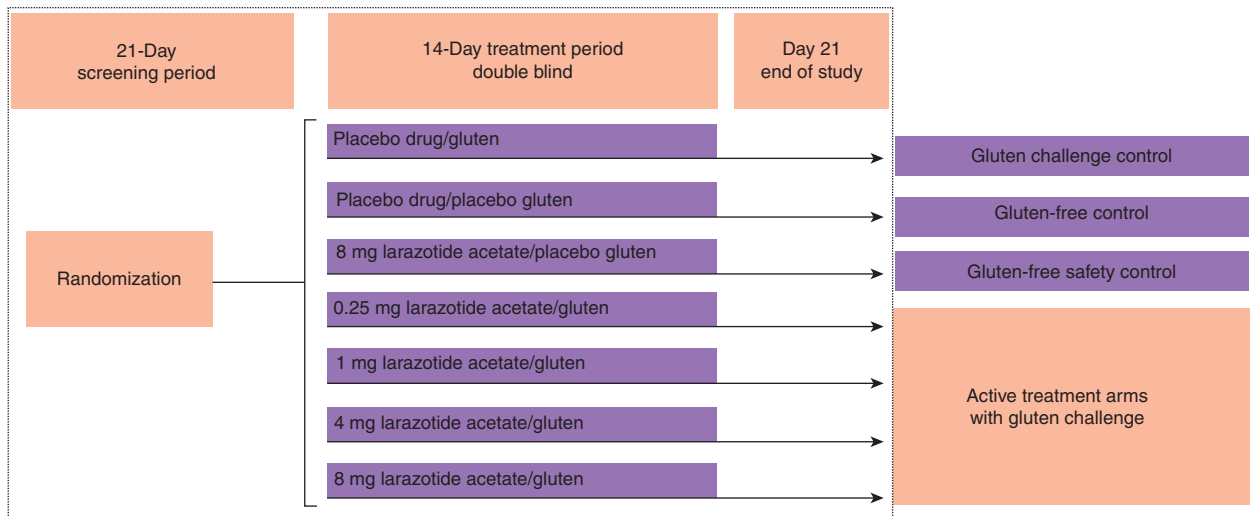 21-Day
screening period
14-Day treatment period
double blind
Day 21
end of study
Randomization
Placebo drug/gluten
Gluten challenge control
Placebo drug/placebo gluten
Gluten-free control
8 mg larazotide acetate/placebo gluten
Gluten-free safety control
0.25 mg larazotide acetate/gluten
1 mg larazotide acetate/gluten
4 mg larazotide acetate/gluten
8 mg larazotide acetate/gluten
Active treatment arms
with gluten challenge